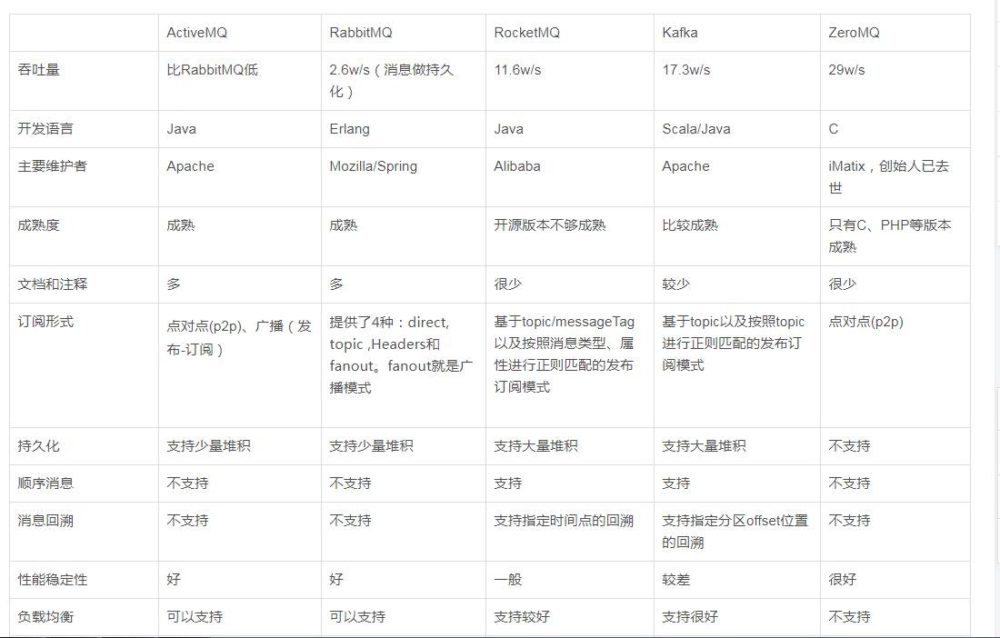 ActiveMQ
RabbitMQ
RocketMQ
Kafka
ZeroMQ
吞吐量
比RabbitMQ低
2.6w/s（消息做持久
化）
11.6w/s
17.3w/s
29w/s
开发语言
Java
Erlang
Java
Scala/Java
C
主要维护者
Apache
Mozilla/Spring
Alibaba
Apache
iMatix，创始人已去
世
成熟度
成熟
成熟
开源版本不够成熟
比较成熟
只有C、PHP等版本
成熟
文档和注释
多
多
很少
较少
很少
订阅形式
点对点(p2p)、广播（发
布-订阅）
提供了4种：direct,
topic ,Headers和
fanout。fanout就是广
播模式
基于topic/messageTag
以及按照消息类型、属
性进行正则匹配的发布
订阅模式
基于topic以及按照topic
进行正则匹配的发布订
阅模式
点对点(p2p)
持久化
支持少量堆积
支持少量堆积
支持大量堆积
支持大量堆积
不支持
顺序消息
不支持
不支持
支持
支持
不支持
消息回溯
不支持
不支持
支持指定时间点的回溯
支持指定分区offset位置
的回溯
不支持
性能稳定性
好
好
一般
较差
很好
负载均衡
可以支持
可以支持
支持较好
支持很好
不支持